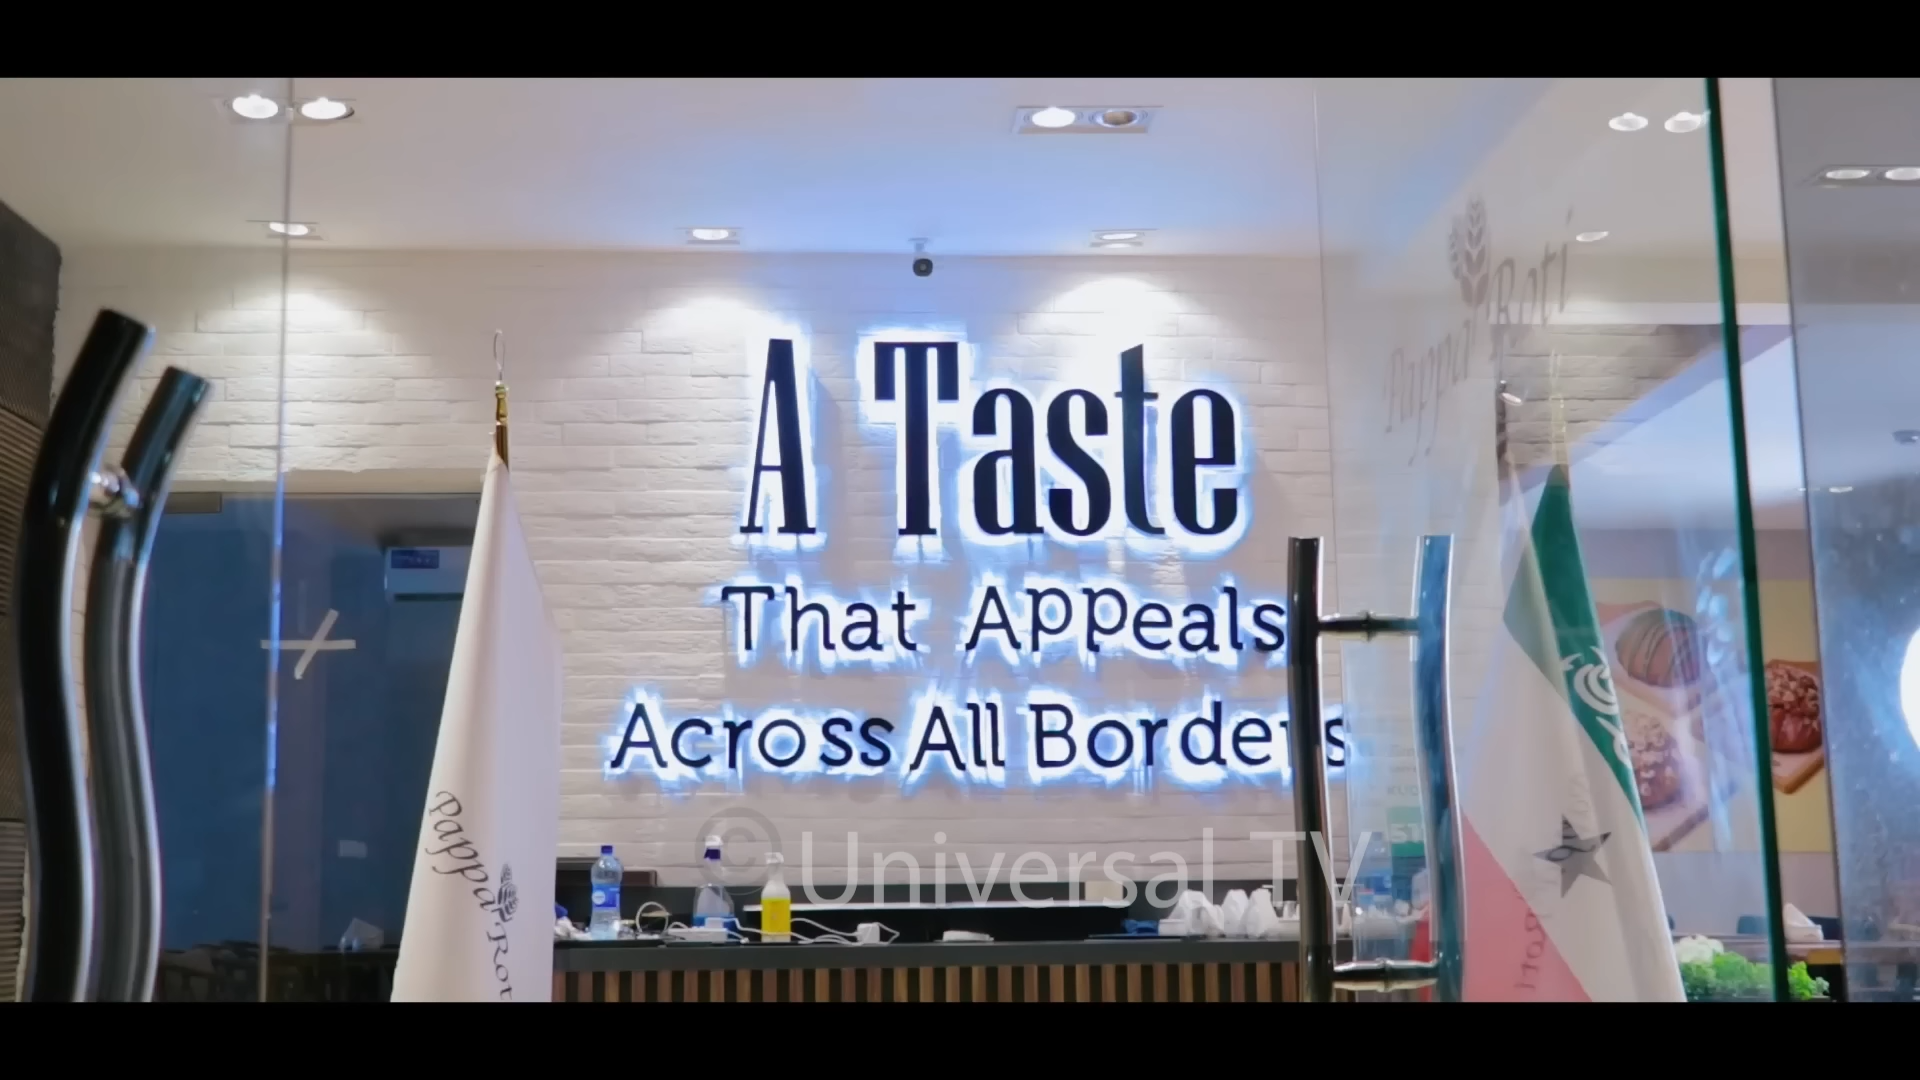 A Taste
That Appeals
Across All Borders
Pappa Roti
Pappa Roti
© Universal TV